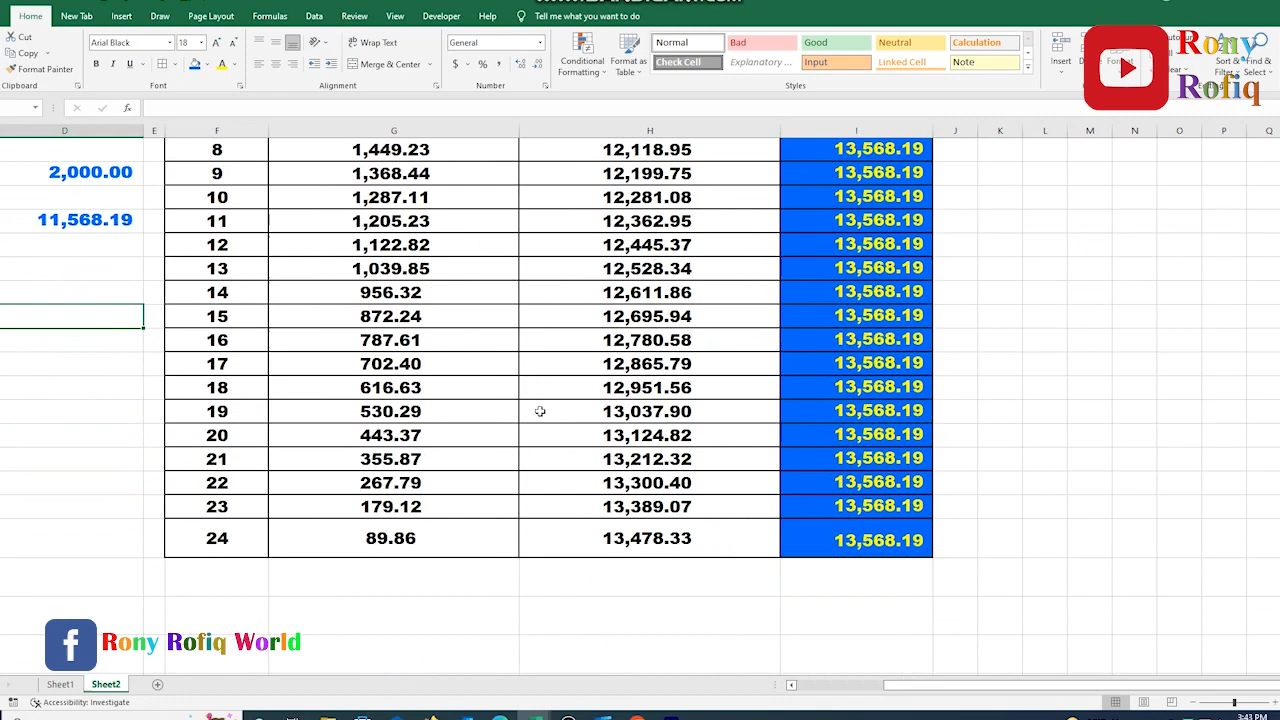 Home New Tab Insert Draw Page Layout Formulas Data Review View Developer Help Tell me what you want to do
Cut
Copy
Format Painter
Clipboard
Arial Black 18
B I U
Font
Wrap Text
Merge & Center
Alignment
General
$ %
Number
Conditional Formatting
Format as Table
Normal Bad Good Neutral Calculation
Check Cell Explanatory ... Input Linked Cell Note
Styles
Insert
Format
Sort & Filter
Find & Select
Rony
Rofiq
fx
D E F G H I J K L M N O P Q
8 1,449.23 12,118.95 13,568.19
2,000.00 9 1,368.44 12,199.75 13,568.19
10 1,287.11 12,281.08 13,568.19
11,568.19 11 1,205.23 12,362.95 13,568.19
12 1,122.82 12,445.37 13,568.19
13 1,039.85 12,528.34 13,568.19
14 956.32 12,611.86 13,568.19
15 872.24 12,695.94 13,568.19
16 787.61 12,780.58 13,568.19
17 702.40 12,865.79 13,568.19
18 616.63 12,951.56 13,568.19
19 530.29 13,037.90 13,568.19
20 443.37 13,124.82 13,568.19
21 355.87 13,212.32 13,568.19
22 267.79 13,300.40 13,568.19
23 179.12 13,389.07 13,568.19
24 89.86 13,478.33 13,568.19
f Rony Rofiq World
Sheet1 Sheet2
Accessibility: Investigate
3:43 PM